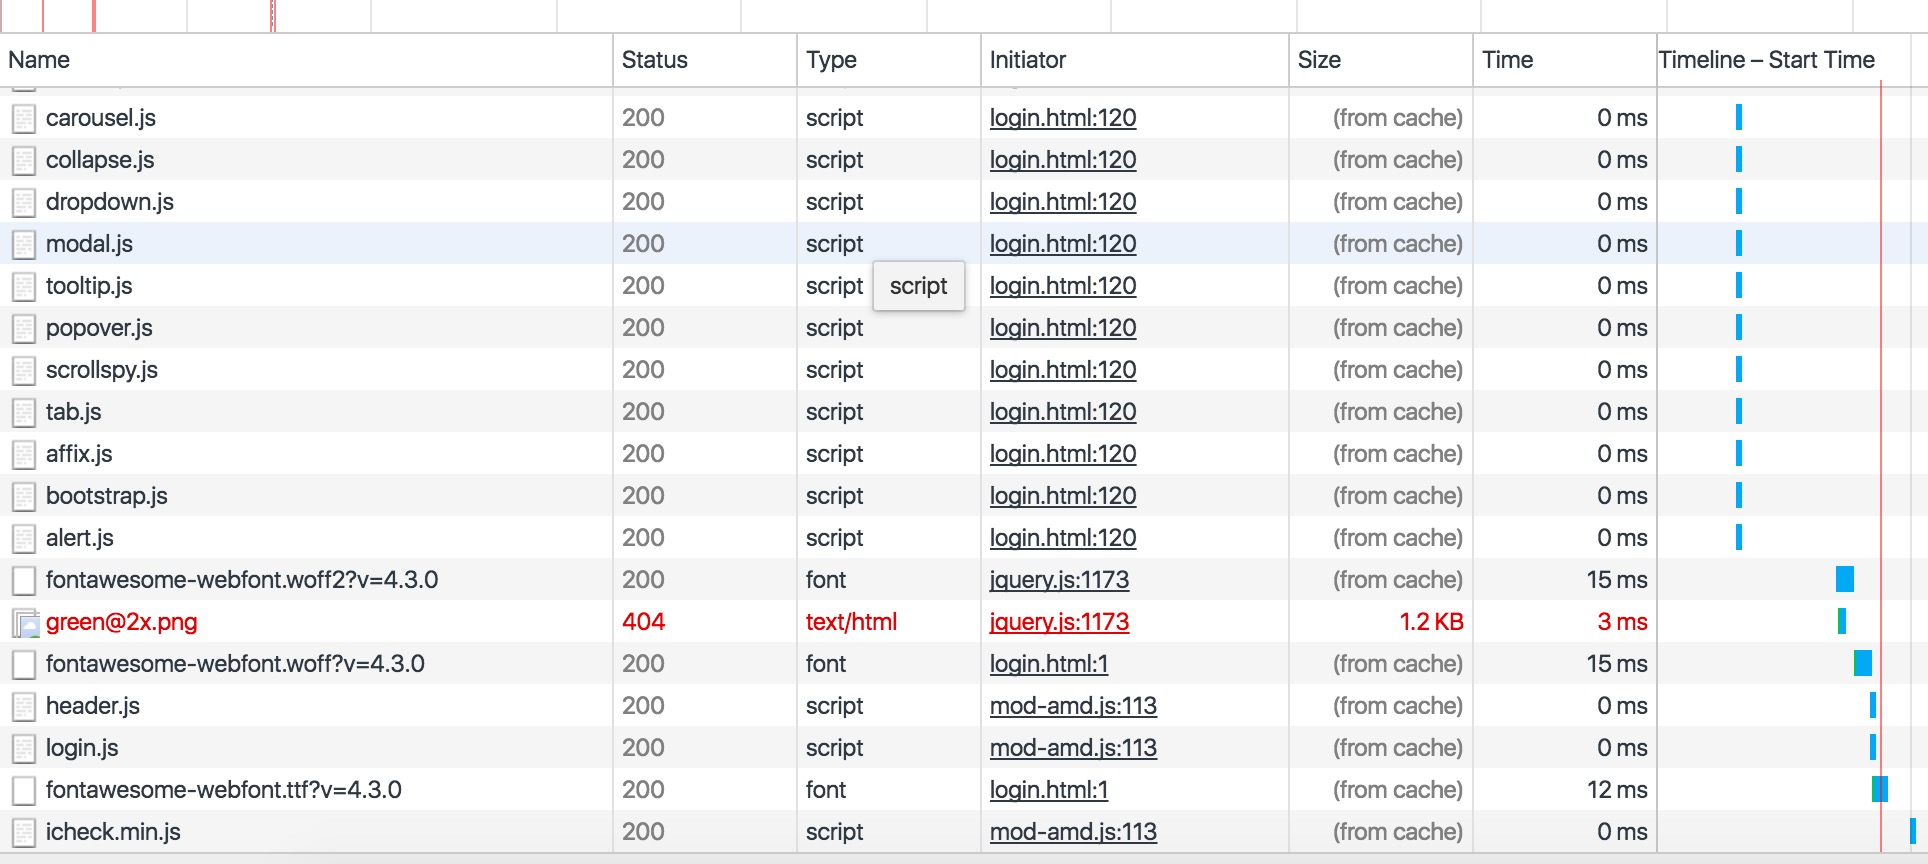 Name Status Type Initiator Size Time Timeline – Start Time
carousel.js 200 script login.html:120 (from cache) 0 ms
collapse.js 200 script login.html:120 (from cache) 0 ms
dropdown.js 200 script login.html:120 (from cache) 0 ms
modal.js 200 script login.html:120 (from cache) 0 ms
tooltip.js 200 script script login.html:120 (from cache) 0 ms
popover.js 200 script login.html:120 (from cache) 0 ms
scrollspy.js 200 script login.html:120 (from cache) 0 ms
tab.js 200 script login.html:120 (from cache) 0 ms
affix.js 200 script login.html:120 (from cache) 0 ms
bootstrap.js 200 script login.html:120 (from cache) 0 ms
alert.js 200 script login.html:120 (from cache) 0 ms
fontawesome-webfont.woff2?v=4.3.0 200 font jquery.js:1173 (from cache) 15 ms
green@2x.png 404 text/html jquery.js:1173 1.2 KB 3 ms
fontawesome-webfont.woff?v=4.3.0 200 font login.html:1 (from cache) 15 ms
header.js 200 script mod-amd.js:113 (from cache) 0 ms
login.js 200 script mod-amd.js:113 (from cache) 0 ms
fontawesome-webfont.ttf?v=4.3.0 200 font login.html:1 (from cache) 12 ms
icheck.min.js 200 script mod-amd.js:113 (from cache) 0 ms